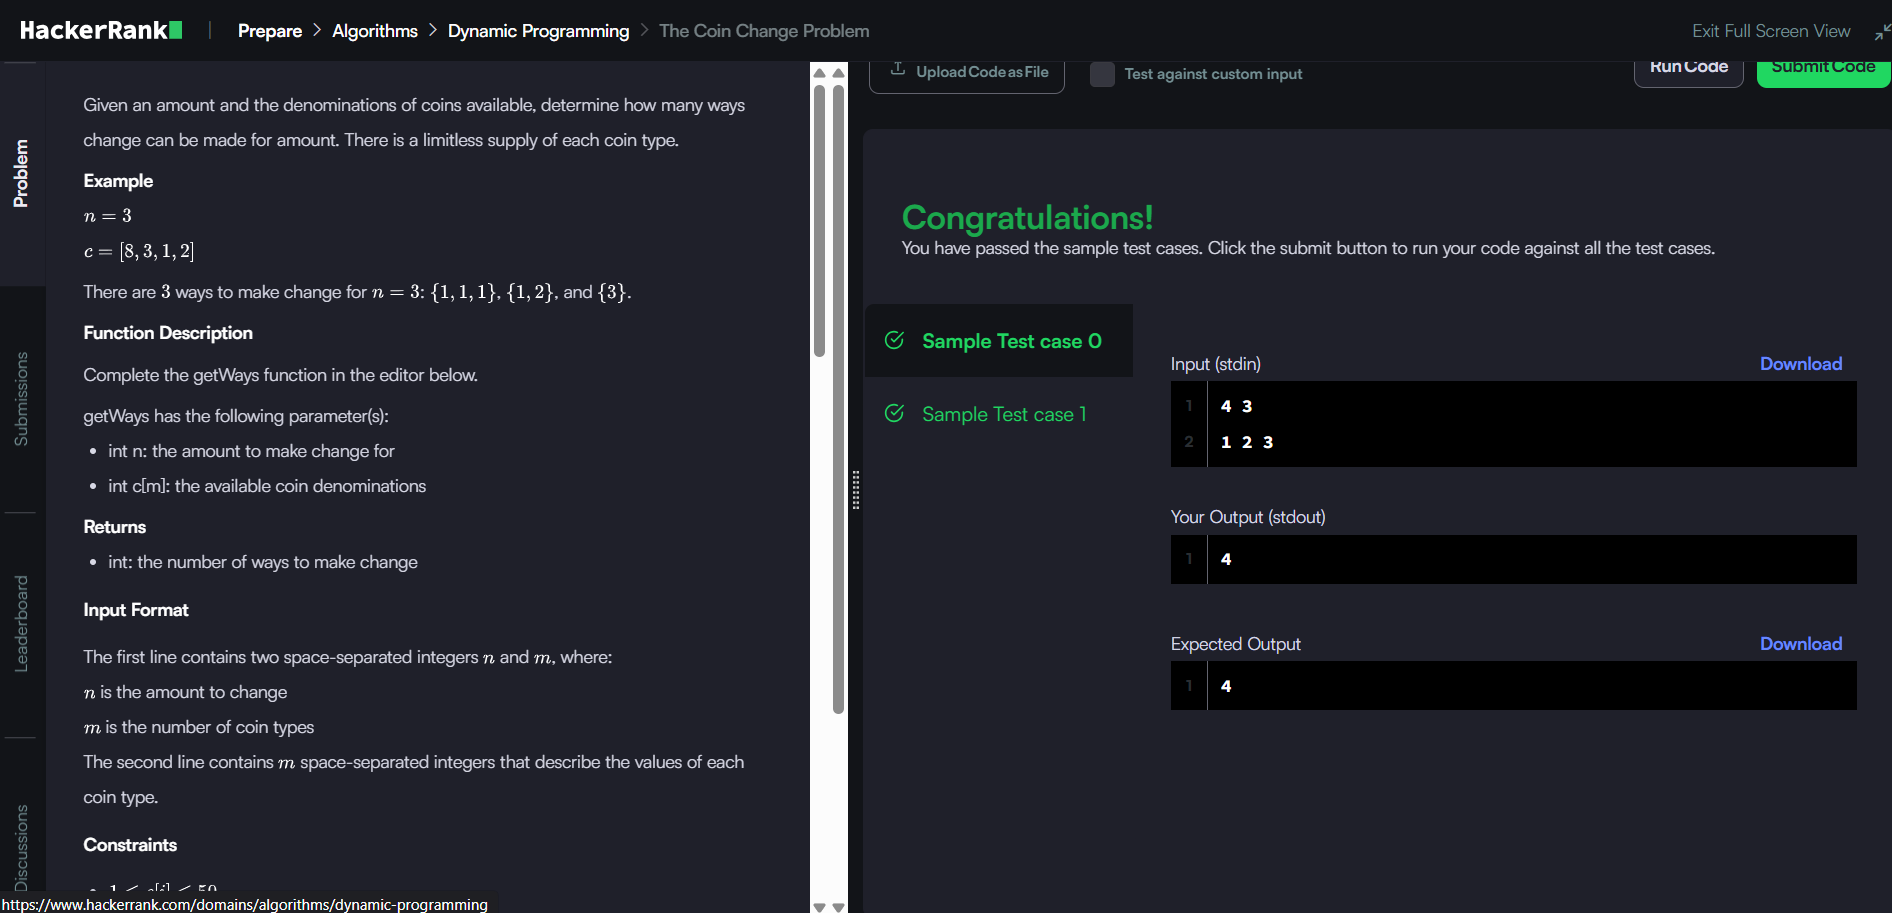 HackerRank
Prepare > Algorithms > Dynamic Programming > The Coin Change Problem
Exit Full Screen View
Problem
Submissions
Leaderboard
Discussions
Given an amount and the denominations of coins available, determine how many ways
change can be made for amount. There is a limitless supply of each coin type.
Example
n = 3
c = [8, 3, 1, 2]
There are 3 ways to make change for n = 3: {1, 1, 1}, {1, 2}, and {3}.
Function Description
Complete the getWays function in the editor below.
getWays has the following parameter(s):
• int n: the amount to make change for
• int c[m]: the available coin denominations
Returns
• int: the number of ways to make change
Input Format
The first line contains two space-separated integers n and m, where:
n is the amount to change
m is the number of coin types
The second line contains m space-separated integers that describe the values of each
coin type.
Constraints
• 1 ≤ c[i] ≤ 50
https://www.hackerrank.com/domains/algorithms/dynamic-programming
Upload Code as File
Test against custom input
Run Code
Submit Code
Congratulations!
You have passed the sample test cases. Click the submit button to run your code against all the test cases.
Sample Test case 0
Sample Test case 1
Input (stdin)
Download
1 4 3
2 1 2 3
Your Output (stdout)
1 4
Expected Output
Download
1 4